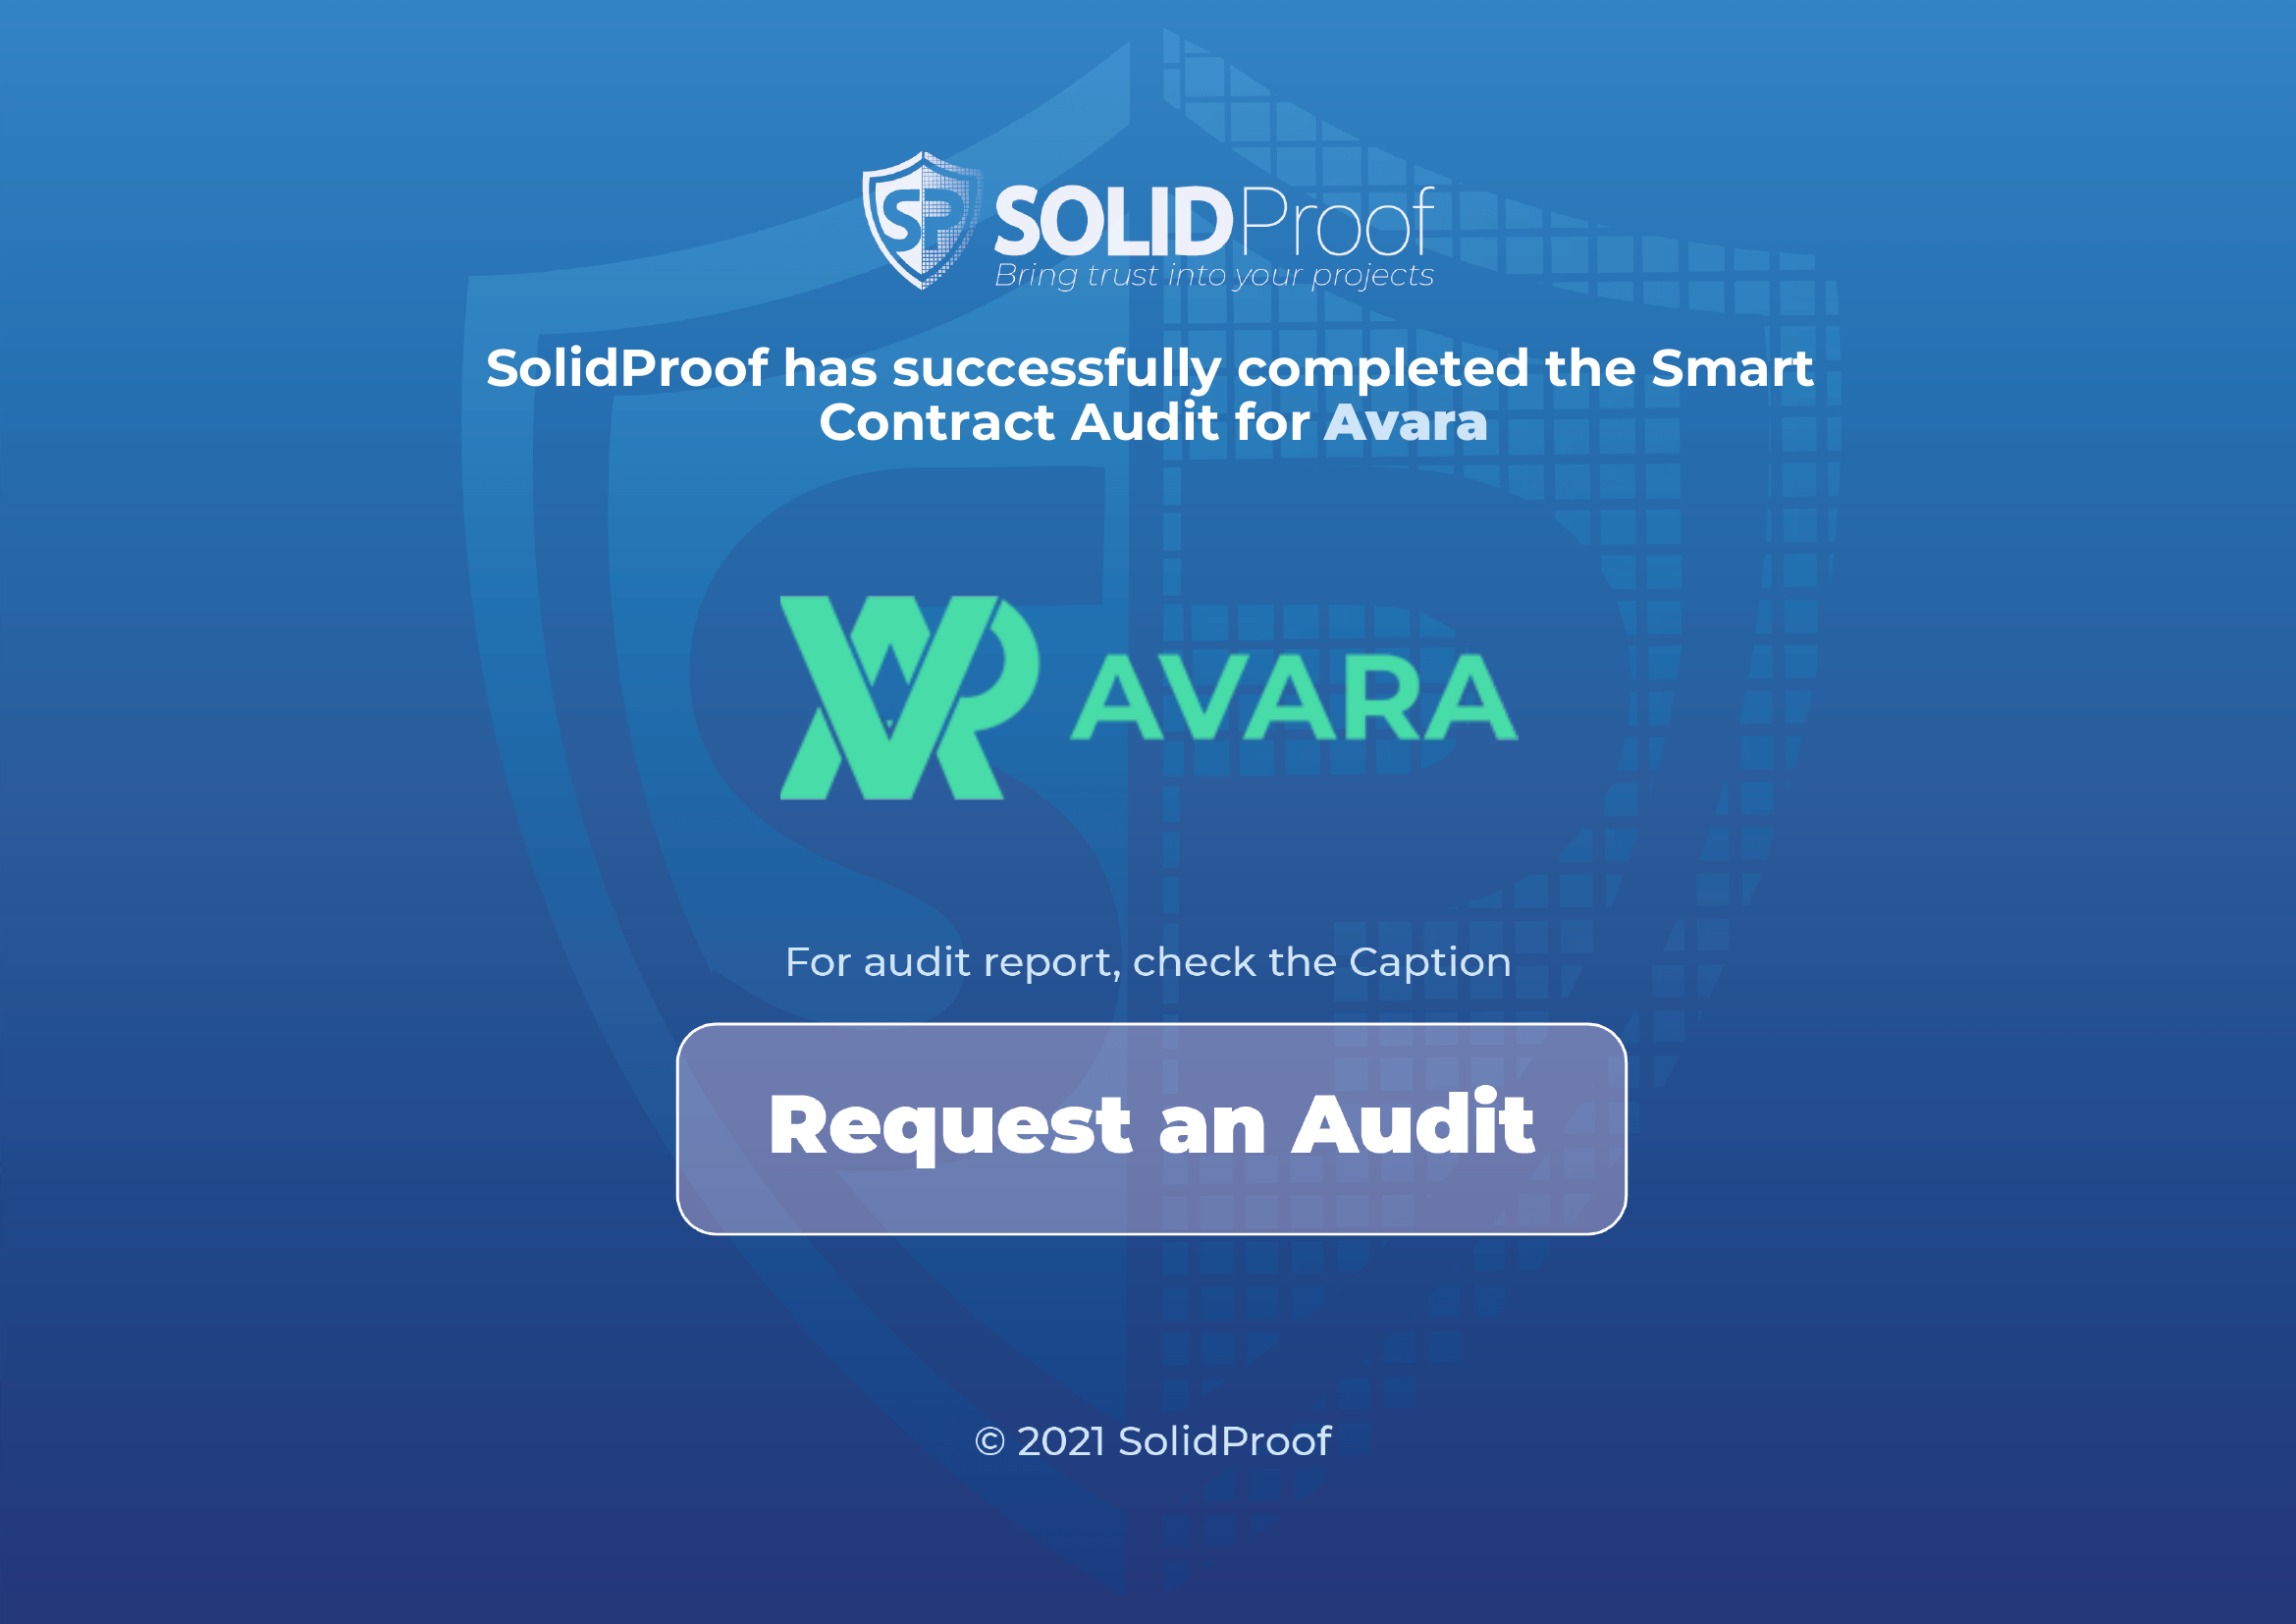 SP SOLIDProof
Bring trust into your projects
SolidProof has successfully completed the Smart
Contract Audit for Avara
AVARA
For audit report, check the Caption
Request an Audit
© 2021 SolidProof